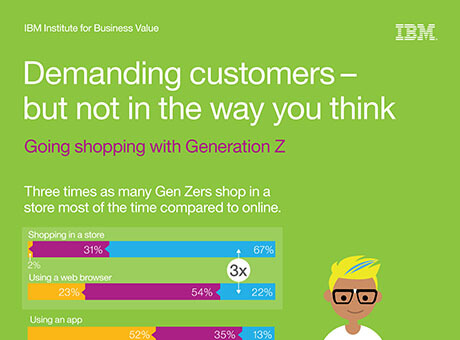 IBM Institute for Business Value
IBM
Demanding customers –
but not in the way you think
Going shopping with Generation Z
Three times as many Gen Zers shop in a
store most of the time compared to online.
Shopping in a store
31% 67%
2%
3x
Using a web browser
23% 54% 22%
Using an app
52% 35% 13%